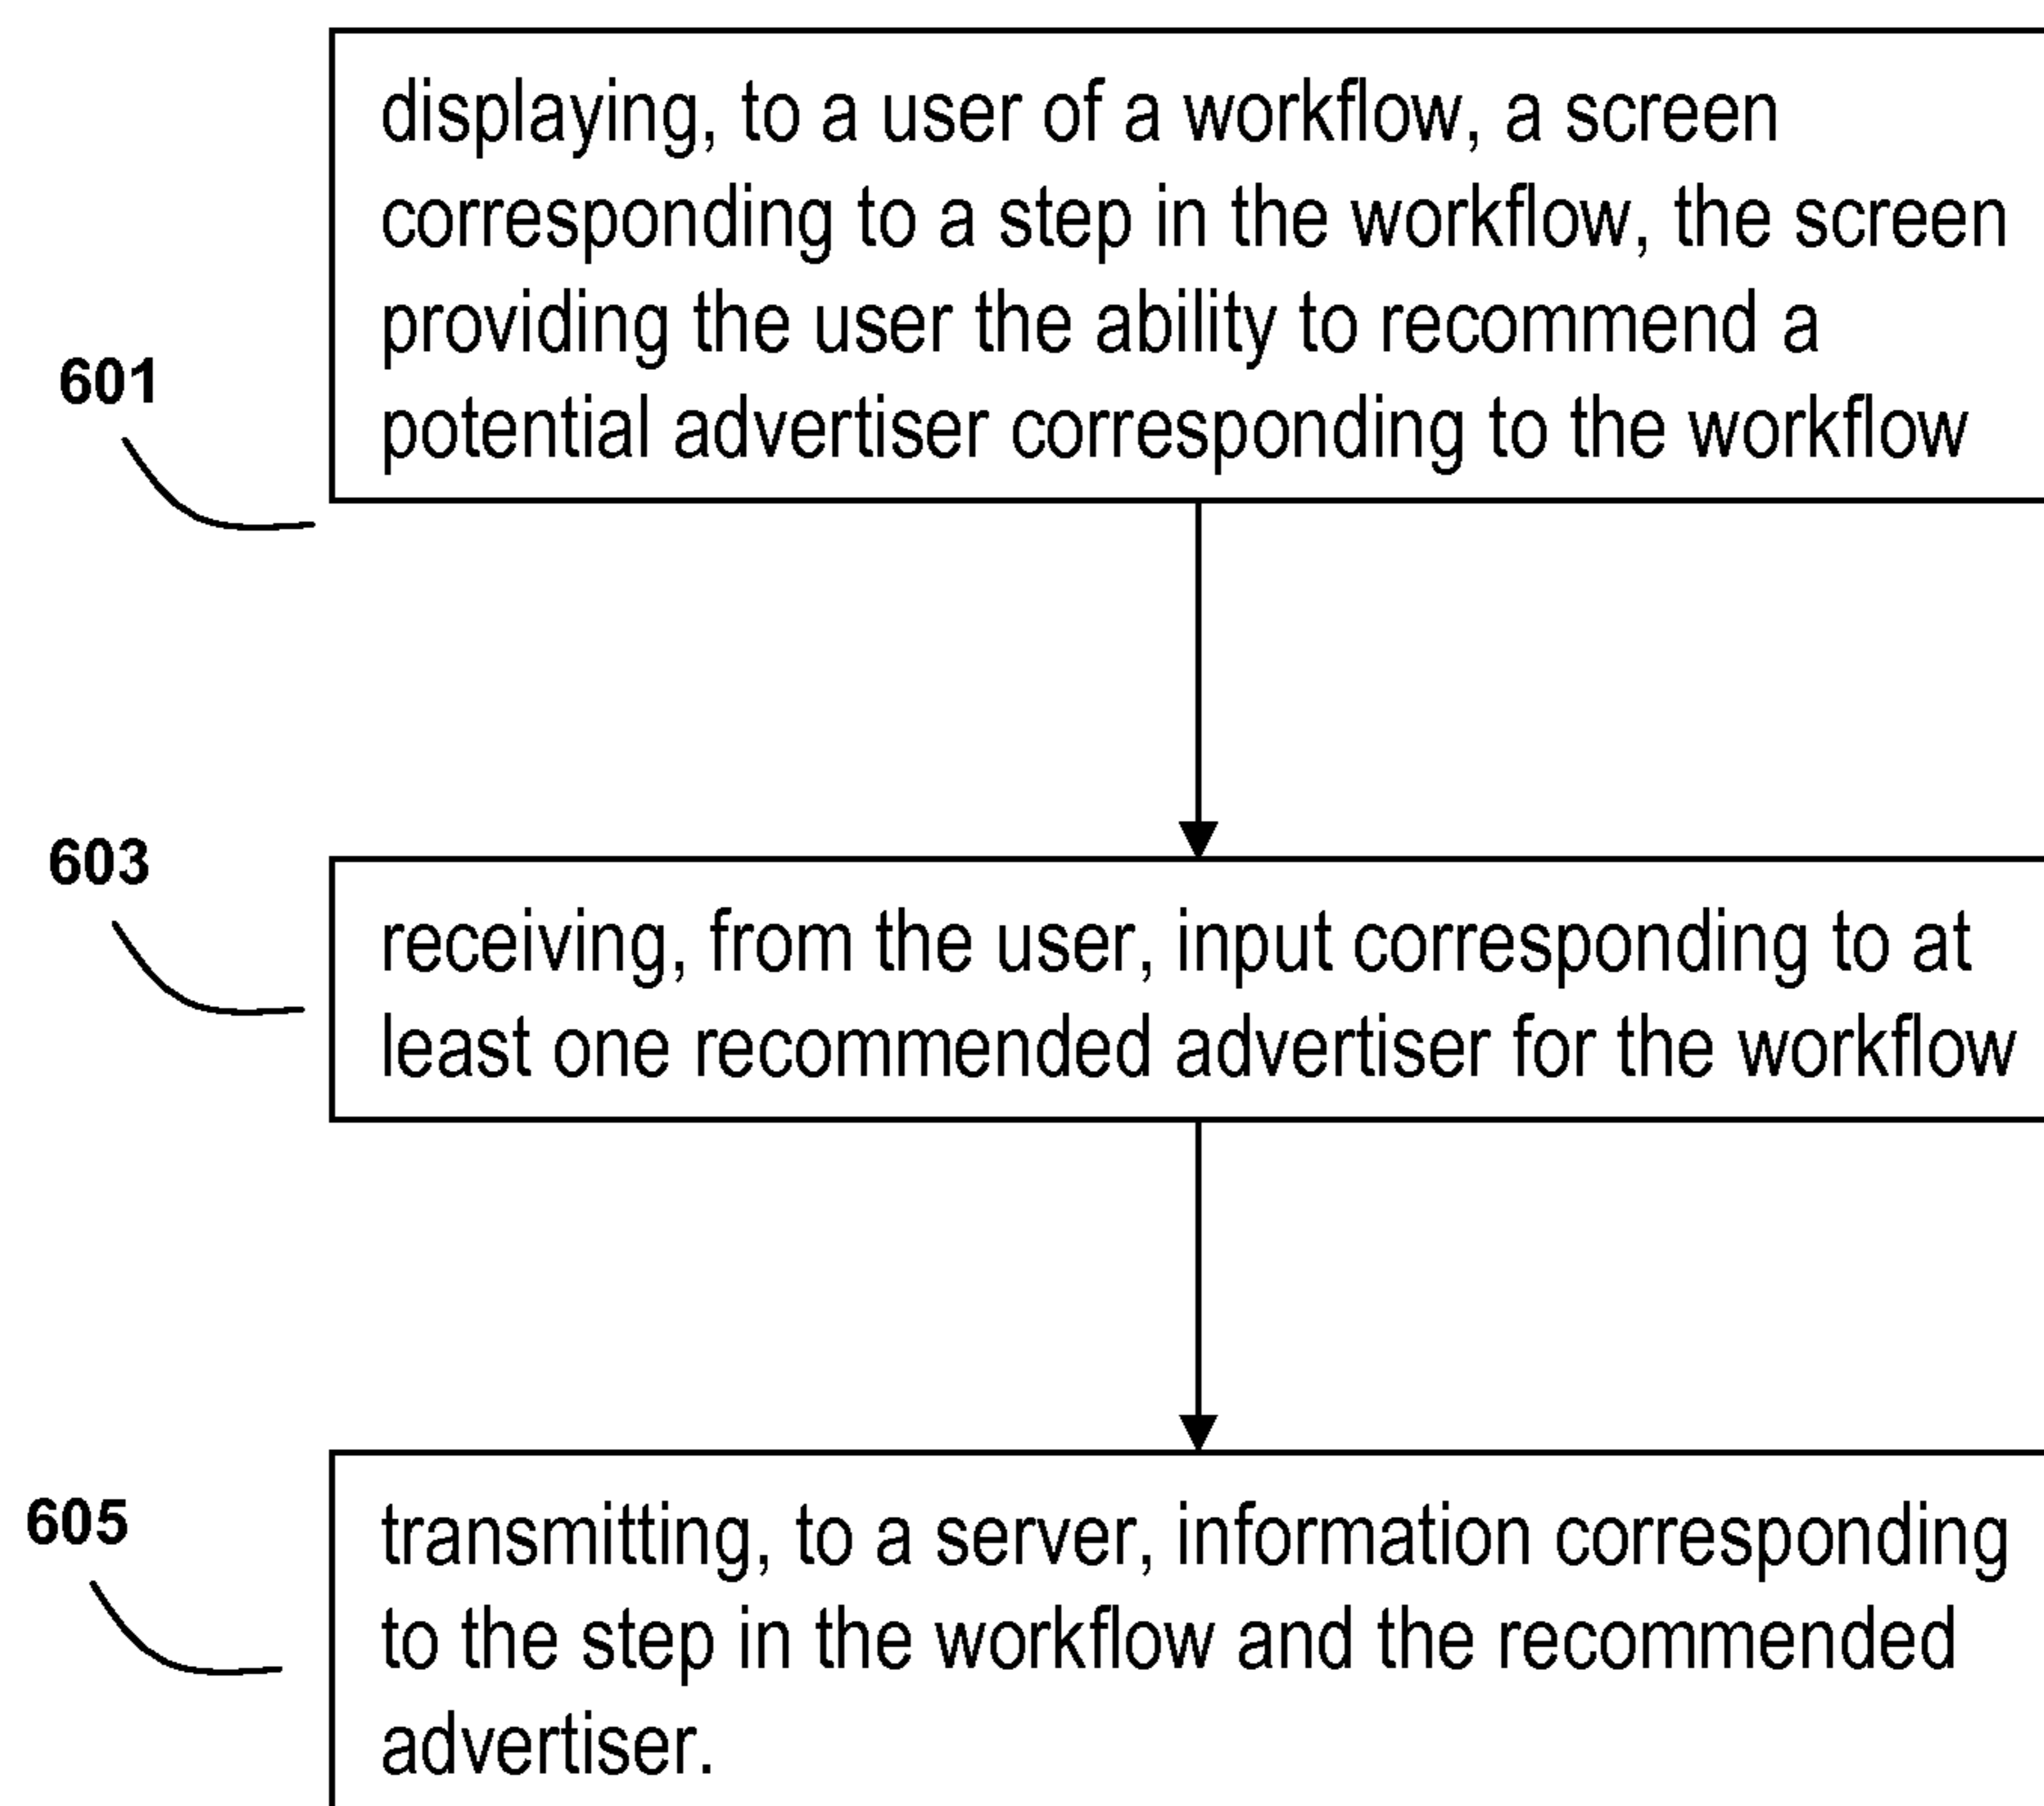 displaying, to a user of a workflow, a screen
corresponding to a step in the workflow, the screen
providing the user the ability to recommend a
potential advertiser corresponding to the workflow
601
603
receiving, from the user, input corresponding to at
least one recommended advertiser for the workflow
605
transmitting, to a server, information corresponding
to the step in the workflow and the recommended
advertiser.